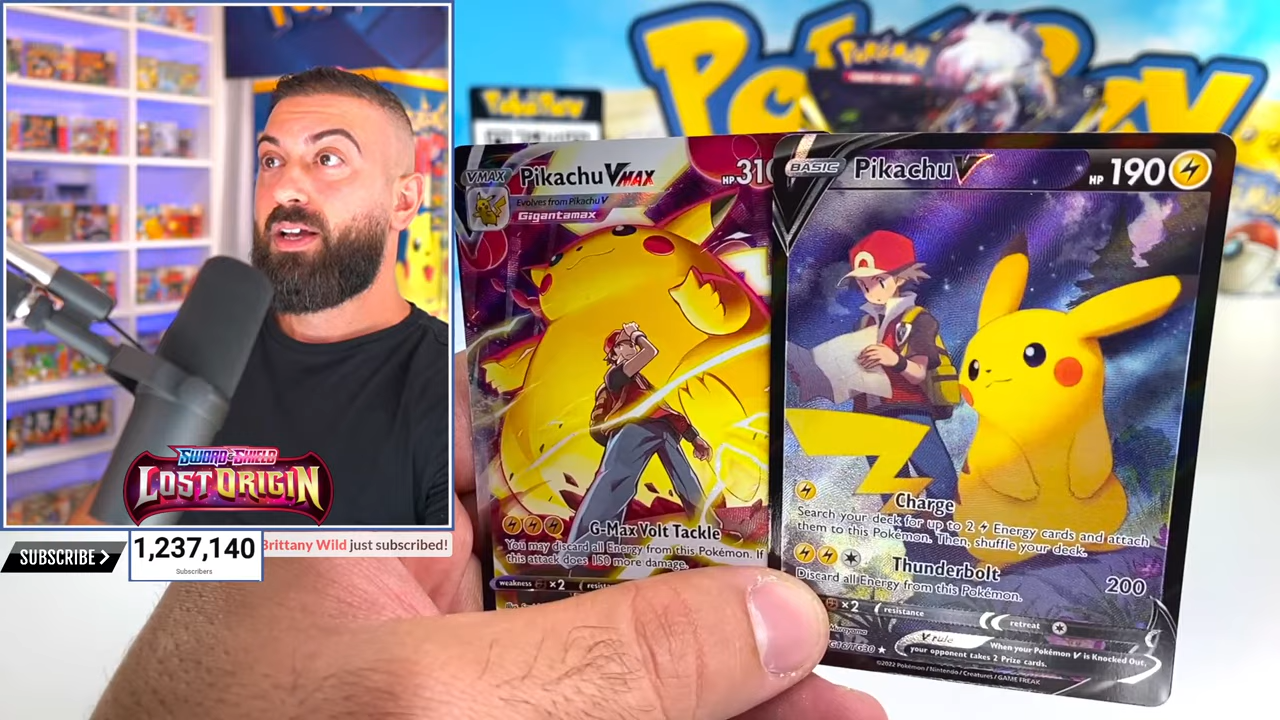 Pokémon
VMAX
Pikachu VMAX
HP 310
Evolves from Pikachu V
Gigantamax
G-Max Volt Tackle
You may discard all Energy from this Pokémon. If
this attack does 150 more damage.
weakness
×2
BASIC
Pikachu V
HP 190
Charge
Search your deck for up to 2 Energy cards and attach
them to this Pokémon. Then, shuffle your deck.
Thunderbolt
200
Discard all Energy from this Pokémon.
×2
resistance
retreat
V rule
When your Pokémon V is Knocked Out,
your opponent takes 2 Prize cards.
G16/TG30
©2022 Pokémon / Nintendo / Creatures / GAME FREAK
SWORD & SHIELD
LOST ORIGIN
SUBSCRIBE >
1,237,140
Subscribers
Brittany Wild just subscribed!